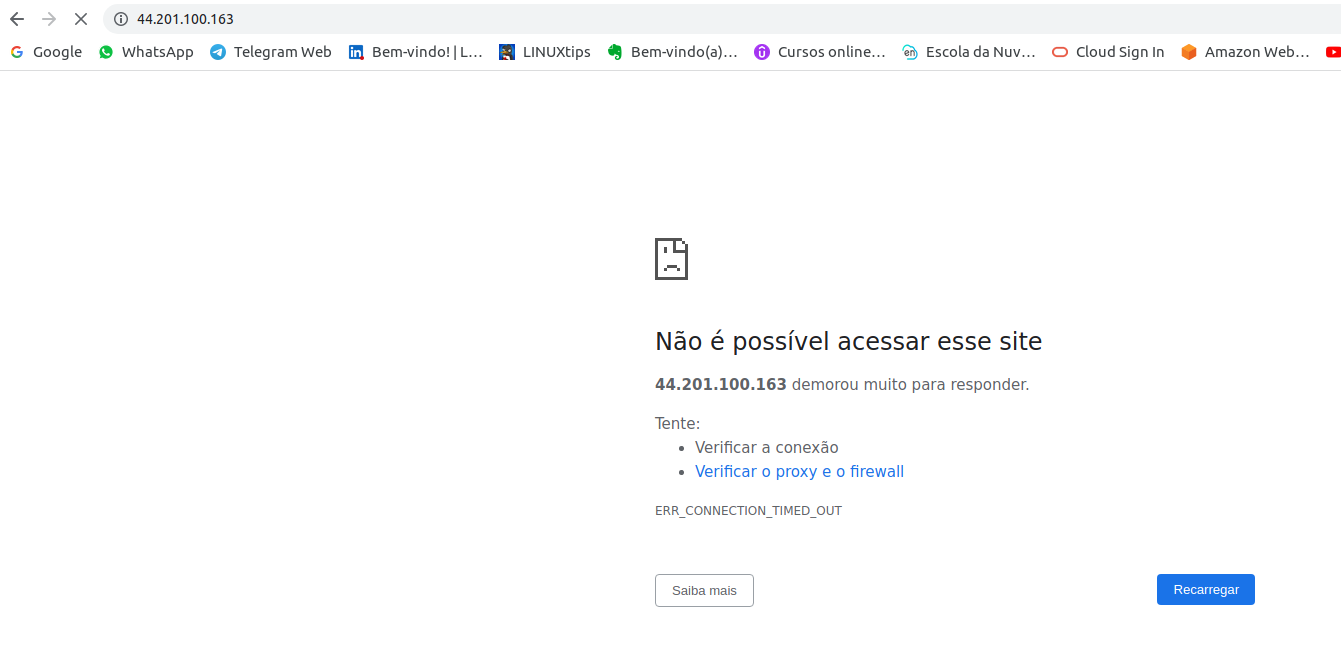 44.201.100.163
Google WhatsApp Telegram Web Bem-vindo! | L... LINUXtips Bem-vindo(a)... Cursos online... Escola da Nuv... Cloud Sign In Amazon Web...
Não é possível acessar esse site
44.201.100.163 demorou muito para responder.
Tente:
• Verificar a conexão
• Verificar o proxy e o firewall
ERR_CONNECTION_TIMED_OUT
Saiba mais Recarregar